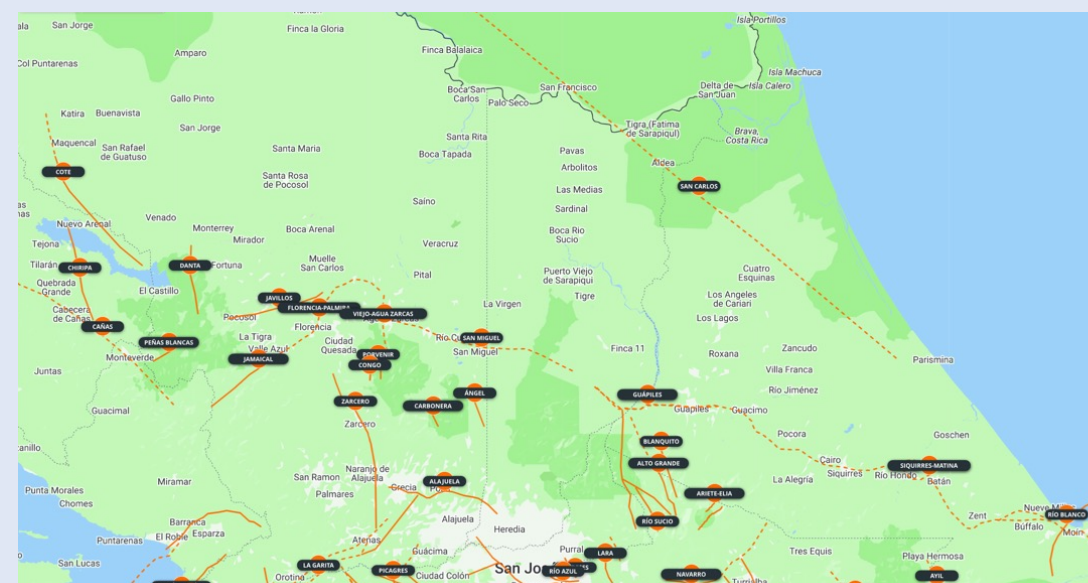 Isla Portillos
San Jorge
Finca la Gloria
Finca Balalaica
Amparo
Col Puntarenas
Isla Machuca
Isla Calero
Delta de
San Juan
San Francisco
Boca San
Carlos
Palo Seco
Gallo Pinto
Katira
Buenavista
San Jorge
Tigra (Fatima
de Sarapiquí)
Brava,
Costa Rica
Santa Rita
Maquencal
San Rafael
de Guatuso
Santa Maria
Boca Tapada
Pavas
Arbolitos
Aldea
COTE
Santa Rosa
de Pocosol
Las Medias
SAN CARLOS
Saíno
Sardinal
Venado
Nuevo Arenal
Monterrey
Mirador
Boca Arenal
Boca Rio
Sucio
Tejona
Veracruz
Tilarán
CHIRIPA
DANTA
Fortuna
Muelle
San Carlos
Pital
Puerto Viejo
de Sarapiqui
Cuatro
Esquinas
Quebrada
Grande
El Castillo
Tigre
JAVILLOS
FLORENCIA-PALMIRA
VIEJO-AGUA ZARCAS
La Virgen
Los Angeles
de Cariari
Cabecera
de Cañas
Pocosol
Los Lagos
CAÑAS
Florencia
PEÑAS BLANCAS
La Tigra
Valle Azul
Ciudad
Quesada
SAN MIGUEL
San Miguel
Finca 11
Roxana
Zancudo
Parismina
Monteverde
JAMAICAL
PORVENIR
CONGO
Juntas
Villa Franca
Río Jiménez
ZARCERO
CARBONERA
ÁNGEL
GUÁPILES
Guacimal
Guápiles
Guacimo
Zarcero
Pocora
Goschen
BLANQUITO
ALTO GRANDE
Cairo
Siquirres
Río Hondo
SIQUIRRES-MATINA
Batán
Miramar
San Ramon
Naranjo de
Alajuela
Palmares
Grecia
ALAJUELA
La Alegría
Punta Morales
Chomes
ARIETE-ELIA
Barranca
Esparza
El Roble
Puntarenas
Alajuela
Heredia
RÍO SUCIO
Zent
RÍO BLANCO
Búfalo
Atenas
Guácima
Purral
LARA
Tres Equis
Playa Hermosa
San Lucas
LA GARITA
Orotina
PICAGRES
Ciudad Colón
RÍO AZUL
NAVARRO
Turrialba
AYIL